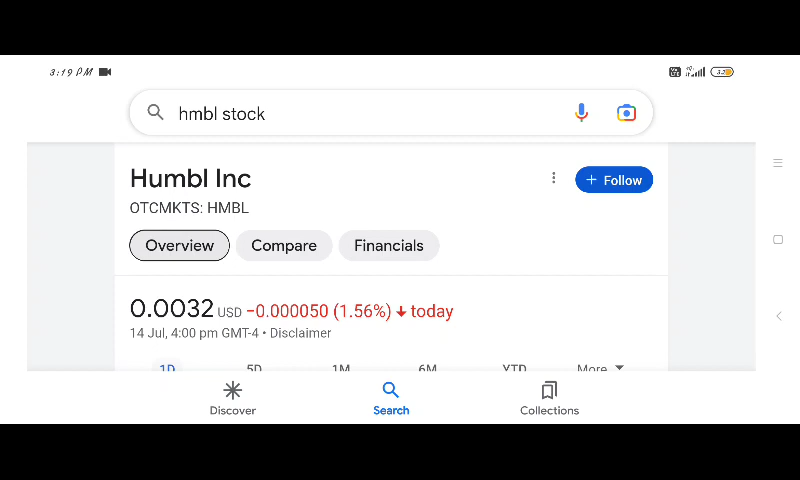 3:19 PM
32
hmbl stock
Humbl Inc
+ Follow
OTCMKTS: HMBL
Overview Compare Financials
0.0032 USD −0.000050 (1.56%) ↓ today
14 Jul, 4:00 pm GMT-4 • Disclaimer
1D 5D 1M 6M YTD More
Discover Search Collections